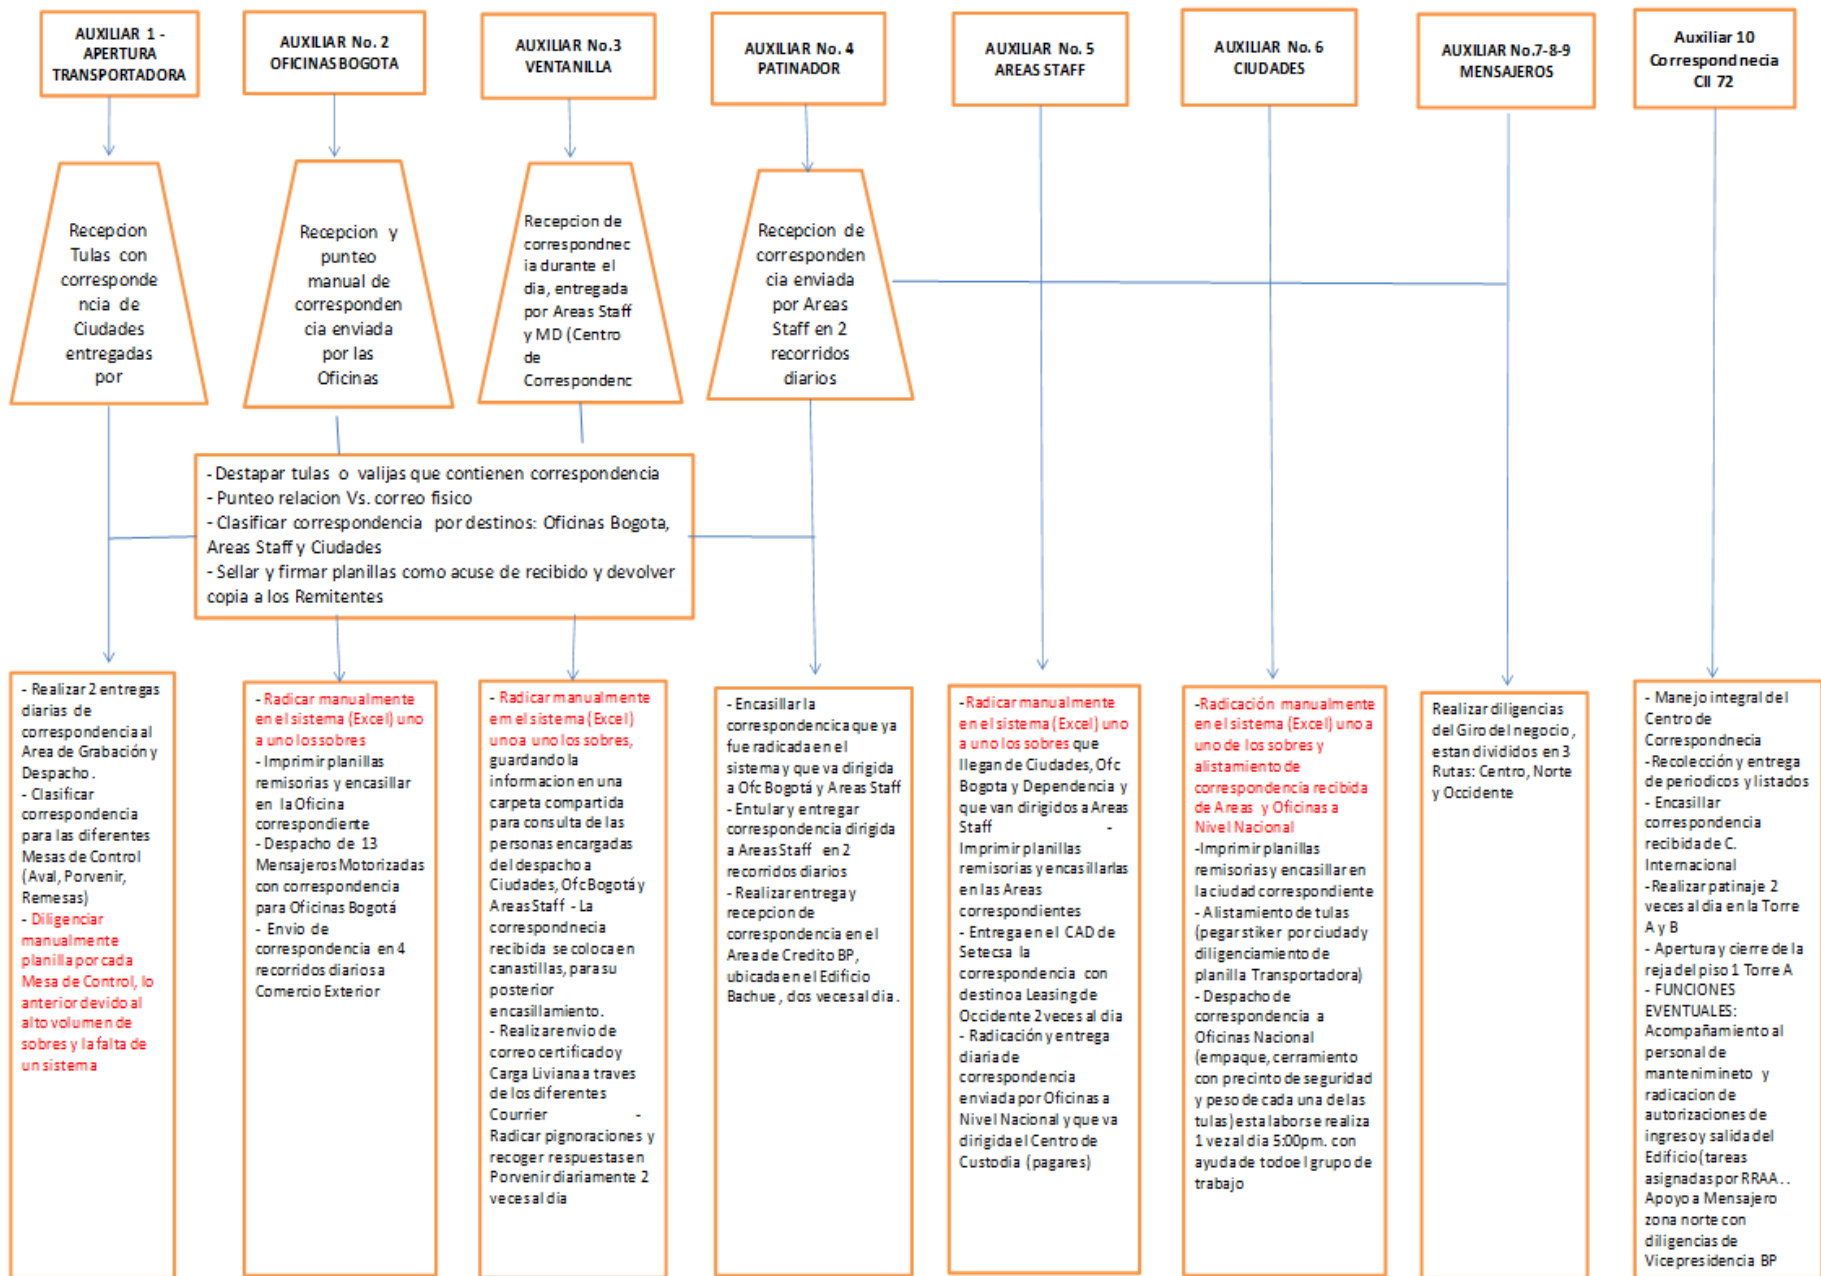 AUXILIAR 1 -
APERTURA
TRANSPORTADORA
AUXILIAR No. 2
OFICINAS BOGOTA
AUXILIAR No.3
VENTANILLA
AUXILIAR No. 4
PATINADOR
AUXILIAR No. 5
AREAS STAFF
AUXILIAR No. 6
CIUDADES
AUXILIAR No.7-8-9
MENSAJEROS
Auxiliar 10
Correspondnecia
Cll 72
Recepcion
Tulas con
corresponde
ncia de
Ciudades
entregadas
por
Recepcion y
punteo
manual de
corresponden
cia enviada
por las
Oficinas
Recepcion de
correspondnec
ia durante el
dia, entregada
por Areas Staff
y MD (Centro
de
Correspondenc
Recepcion de
corresponden
cia enviada
por Areas
Staff en 2
recorridos
diarios
- Destapar tulas o valijas que contienen correspondencia
- Punteo relacion Vs. correo fisico
- Clasificar correspondencia por destinos: Oficinas Bogota,
Areas Staff y Ciudades
- Sellar y firmar planillas como acuse de recibido y devolver
copia a los Remitentes
- Realizar 2 entregas
diarias de
correspondencia al
Area de Grabación y
Despacho.
- Clasificar
correspondencia
para las diferentes
Mesas de Control
(Aval, Porvenir,
Remesas)
- Diligenciar
manualmente
planilla por cada
Mesa de Control, lo
anterior devido al
alto volumen de
sobres y la falta de
un sistema
- Radicar manualmente
en el sistema (Excel) uno
a uno los sobres
- Imprimir planillas
remisorias y encasillar
en la Oficina
correspondiente
- Despacho de 13
Mensajeros Motorizadas
con correspondencia
para Oficinas Bogotá
- Envio de
correspondencia en 4
recorridos diarios a
Comercio Exterior
- Radicar manualmente
em el sistema (Excel)
uno a uno los sobres,
guardando la
informacion en una
carpeta compartida
para consulta de las
personas encargadas
del despacho a
Ciudades, Ofc Bogotá y
Areas Staff - La
correspondnecia
recibida se coloca en
canastillas, para su
posterior
encasillamiento.
- Realizar envio de
correo certificado y
Carga Liviana a traves
de los diferentes
Courrier -
Radicar pignoraciones y
recoger respuestas en
Porvenir diariamente 2
veces al dia
- Encasillar la
correspondencica que ya
fue radicada en el
sistema y que va dirigida
a Ofc Bogotá y Areas Staff
- Entular y entregar
correspondencia dirigida
a Areas Staff en 2
recorridos diarios
- Realizar entrega y
recepcion de
correspondencia en el
Area de Credito BP,
ubicada en el Edificio
Bachue, dos veces al dia.
-Radicar manualmente
en el sistema (Excel) uno
a uno los sobres que
llegan de Ciudades, Ofc
Bogota y Dependencia y
que van dirigidos a Areas
Staff -
Imprimir planillas
remisorias y encasillarlas
en las Areas
correspondientes
- Entrega en el CAD de
Setecsa la
correspondencia con
destino a Leasing de
Occidente 2 veces al dia
- Radicación y entrega
diaria de
correspondencia
enviada por Oficinas a
Nivel Nacional y que va
dirigida el Centro de
Custodia (pagares)
-Radicación manualmente
en el sistema (Excel) uno a
uno de los sobres y
alistamiento de
correspondencia recibida
de Areas y Oficinas a
Nivel Nacional
-Imprimir planillas
remisorias y encasillar en
la ciudad correspondiente
- Alistamiento de tulas
(pegar stiker por ciudad y
diligenciamiento de
planilla Transportadora)
- Despacho de
correspondencia a
Oficinas Nacional
(empaque, cerramiento
con precinto de seguridad
y peso de cada una de las
tulas) esta labor se realiza
1 vez al dia 5:00pm. con
ayuda de todo el grupo de
trabajo
Realizar diligencias
del Giro del negocio,
estan divididos en 3
Rutas: Centro, Norte
y Occidente
- Manejo integral del
Centro de
Correspondnecia
-Recolección y entrega
de periodicos y listados
- Encasillar
correspondencia
recibida de C.
Internacional
-Realizar patinaje 2
veces al dia en la Torre
A y B
- Apertura y cierre de la
reja del piso 1 Torre A
- FUNCIONES
EVENTUALES:
Acompañamiento al
personal de
mantenimineto y
radicacion de
autorizaciones de
ingreso y salida del
Edificio (tareas
asignadas por RRAA..
Apoyo a Mensajero
zona norte con
diligencias de
Vicepresidencia BP